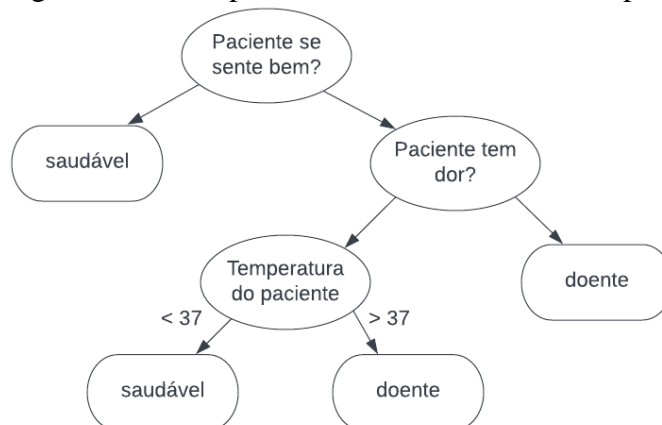 Paciente se
sente bem?
saudável
Paciente tem
dor?
Temperatura
do paciente
doente
< 37
> 37
saudável
doente